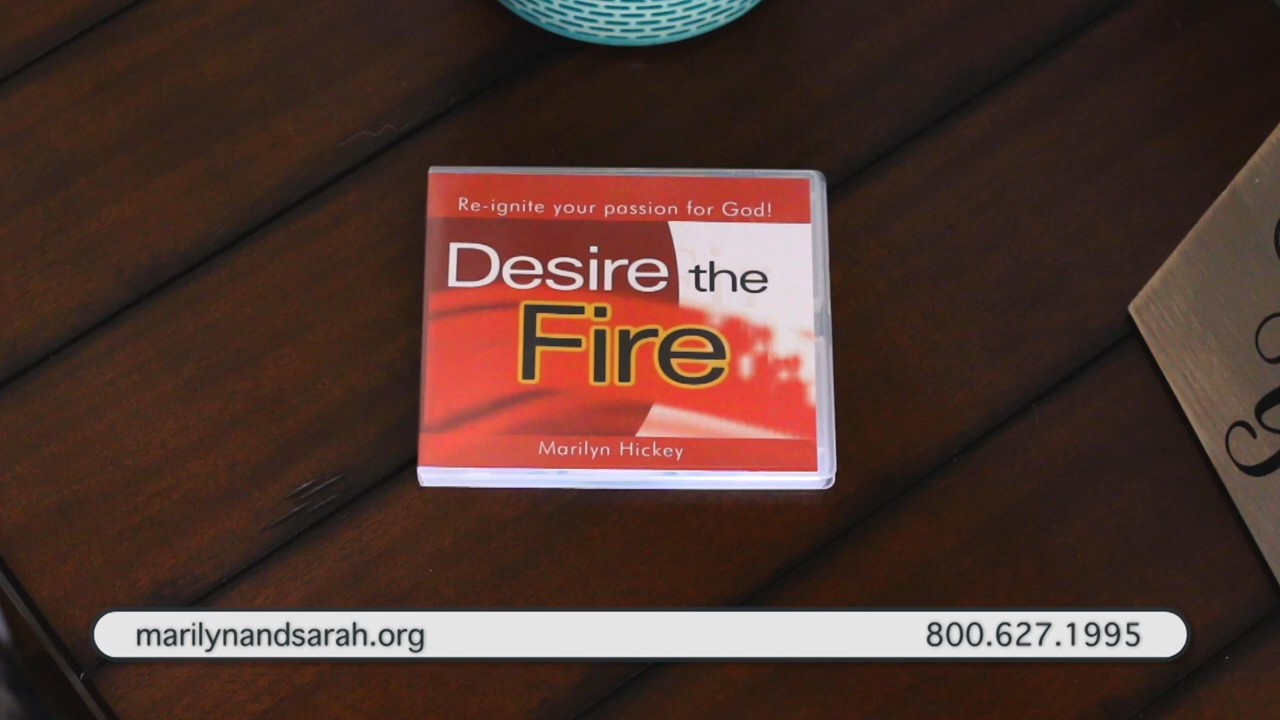 Re-ignite your passion for God!
Desire the
Fire
Marilyn Hickey
marilynandsarah.org 800.627.1995